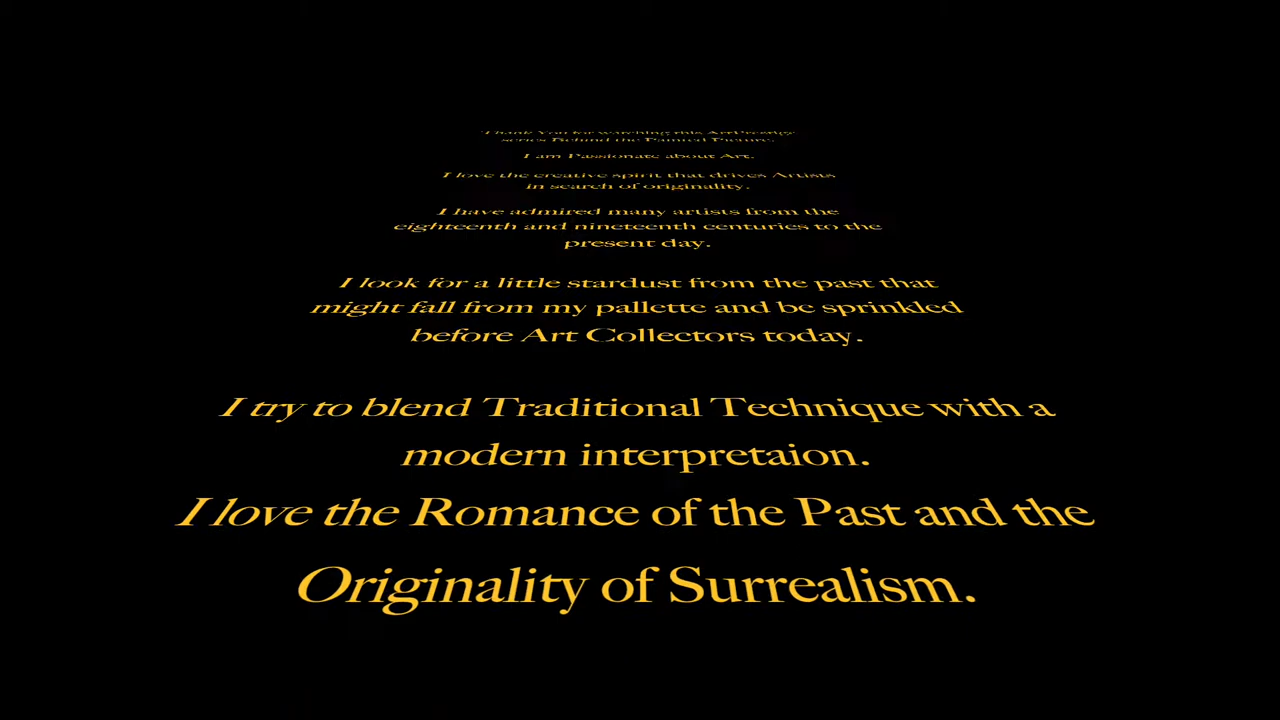 Thank You for watching this ArtPrestige
series Behind the Painted Picture.
I am Passionate about Art.
I love the creative spirit that drives Artists
in search of originality.
I have admired many artists from the
eighteenth and nineteenth centuries to the
present day.
I look for a little stardust from the past that
might fall from my pallette and be sprinkled
before Art Collectors today.
I try to blend Traditional Technique with a
modern interpretaion.
I love the Romance of the Past and the
Originality of Surrealism.